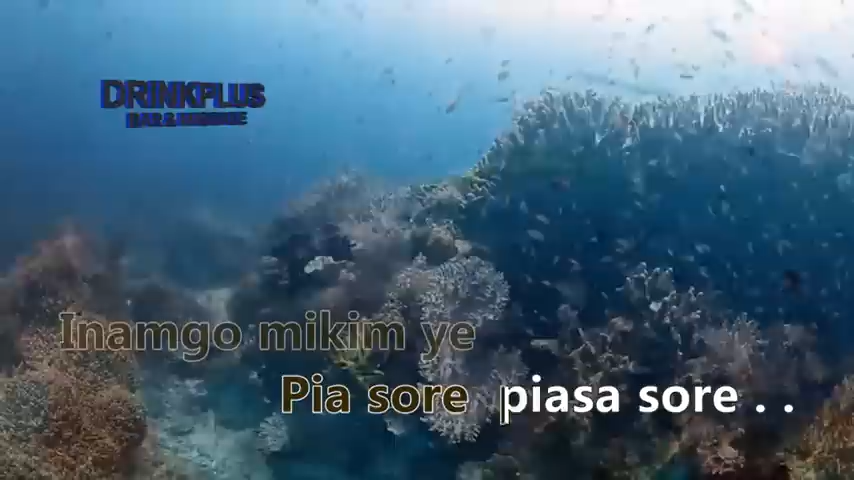 DRINKPLUS
Inamgo mikim ye
Pia sore piasa sore . .